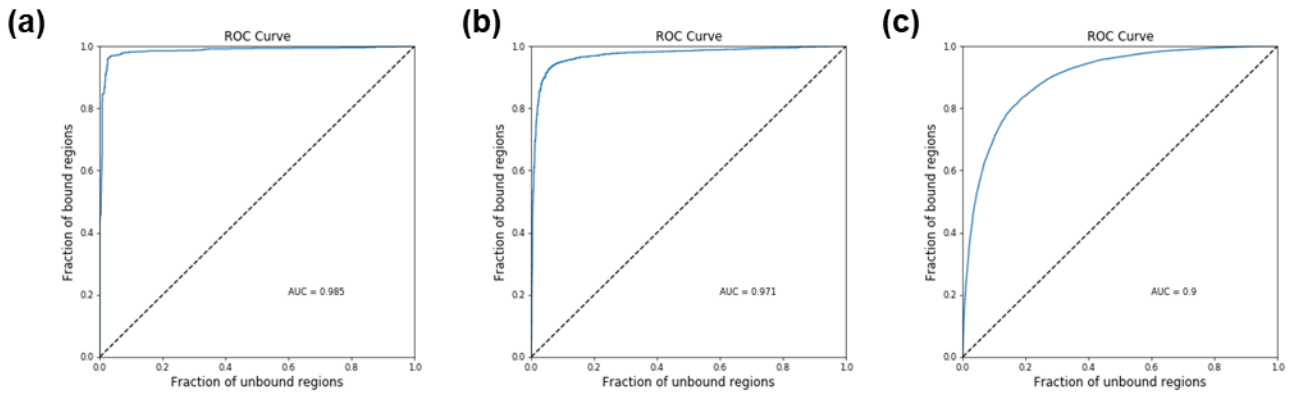 (a)
ROC Curve
1.0
0.8
0.6
0.4
0.2
0.0
Fraction of bound regions
AUC = 0.985
0.0 0.2 0.4 0.6 0.8 1.0
Fraction of unbound regions
(b)
ROC Curve
1.0
0.8
0.6
0.4
0.2
0.0
Fraction of bound regions
AUC = 0.971
0.0 0.2 0.4 0.6 0.8 1.0
Fraction of unbound regions
(c)
ROC Curve
1.0
0.8
0.6
0.4
0.2
0.0
Fraction of bound regions
AUC = 0.9
0.0 0.2 0.4 0.6 0.8 1.0
Fraction of unbound regions